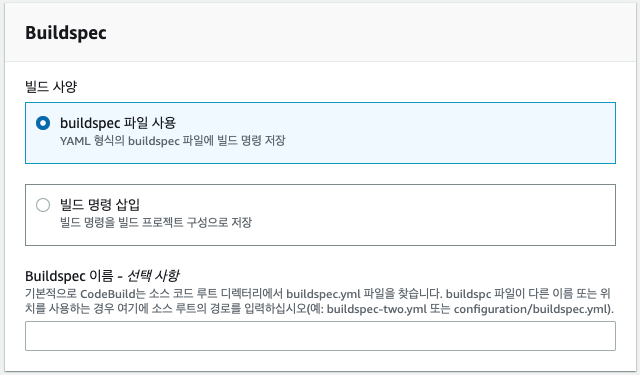 Buildspec
빌드 사양
buildspec 파일 사용
YAML 형식의 buildspec 파일에 빌드 명령 저장
빌드 명령 삽입
빌드 명령을 빌드 프로젝트 구성으로 저장
Buildspec 이름 - 선택 사항
기본적으로 CodeBuild는 소스 코드 루트 디렉터리에서 buildspec.yml 파일을 찾습니다. buildspc 파일이 다른 이름 또는 위
치를 사용하는 경우 여기에 소스 루트의 경로를 입력하십시오(예: buildspec-two.yml 또는 configuration/buildspec.yml).